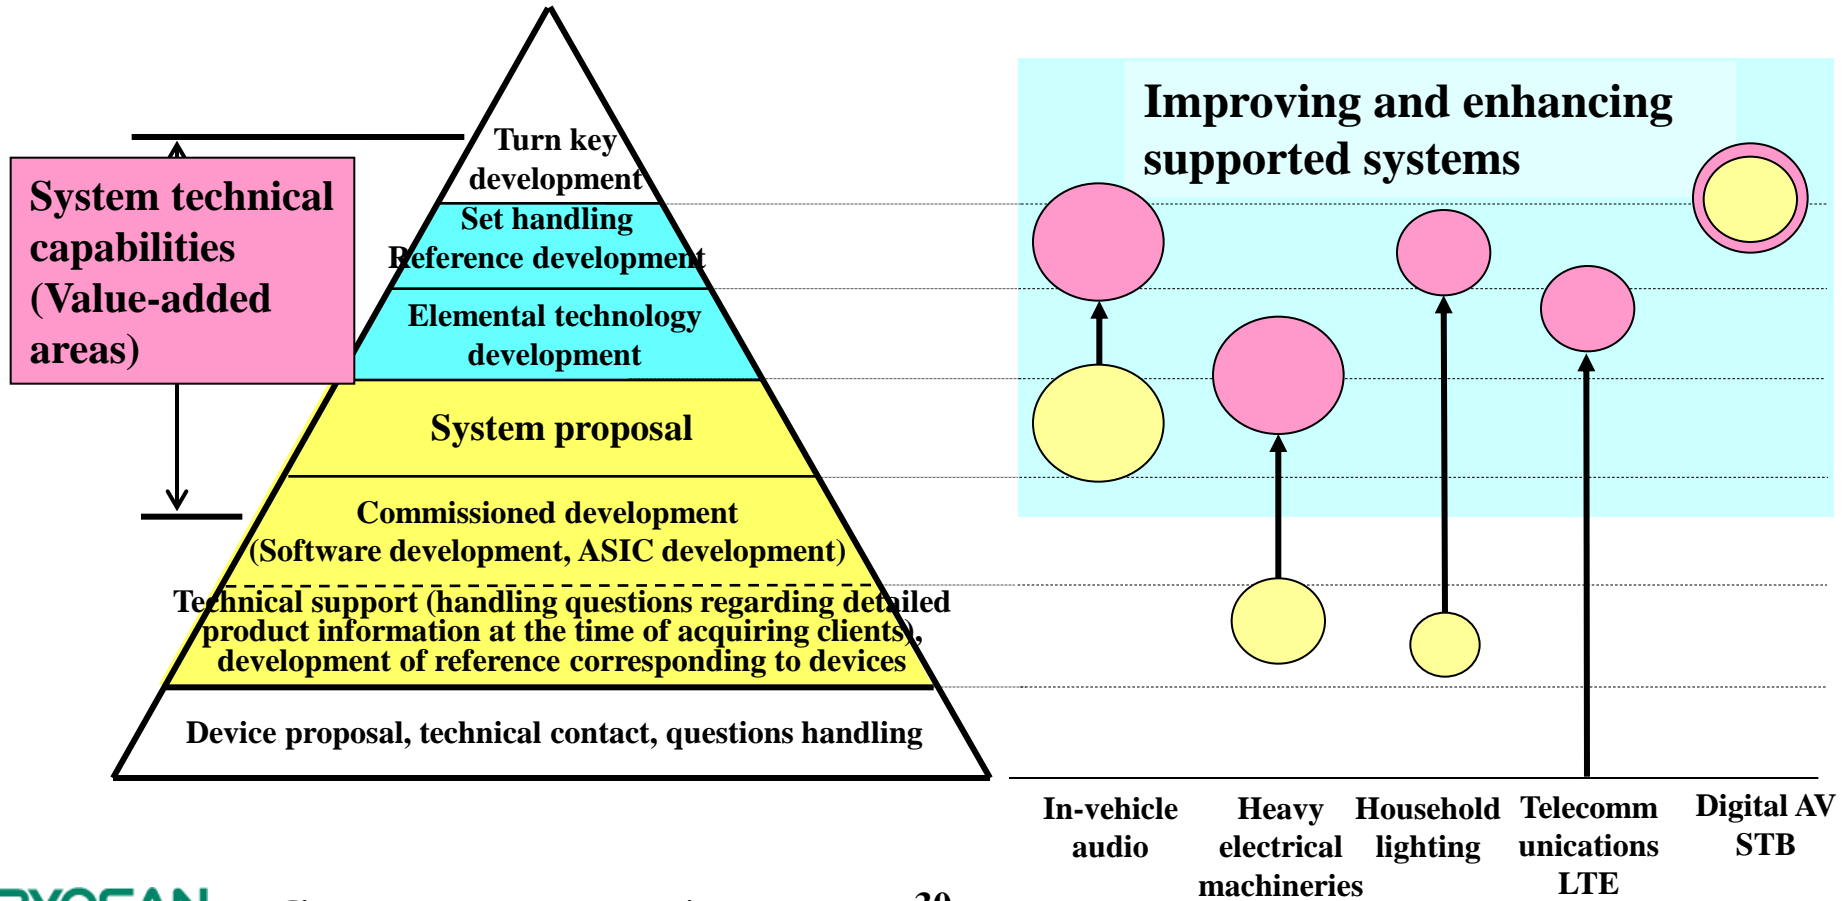 Turn key
development
Set handling
Reference development
Elemental technology
development
System proposal
Commissioned development
(Software development, ASIC development)
Technical support (handling questions regarding detailed
product information at the time of acquiring clients),
development of reference corresponding to devices
Device proposal, technical contact, questions handling
System technical
capabilities
(Value-added
areas)
Improving and enhancing
supported systems
In-vehicle
audio
Heavy
electrical
machineries
Household
lighting
Telecomm
unications
LTE
Digital AV
STB
RYOSAN
30